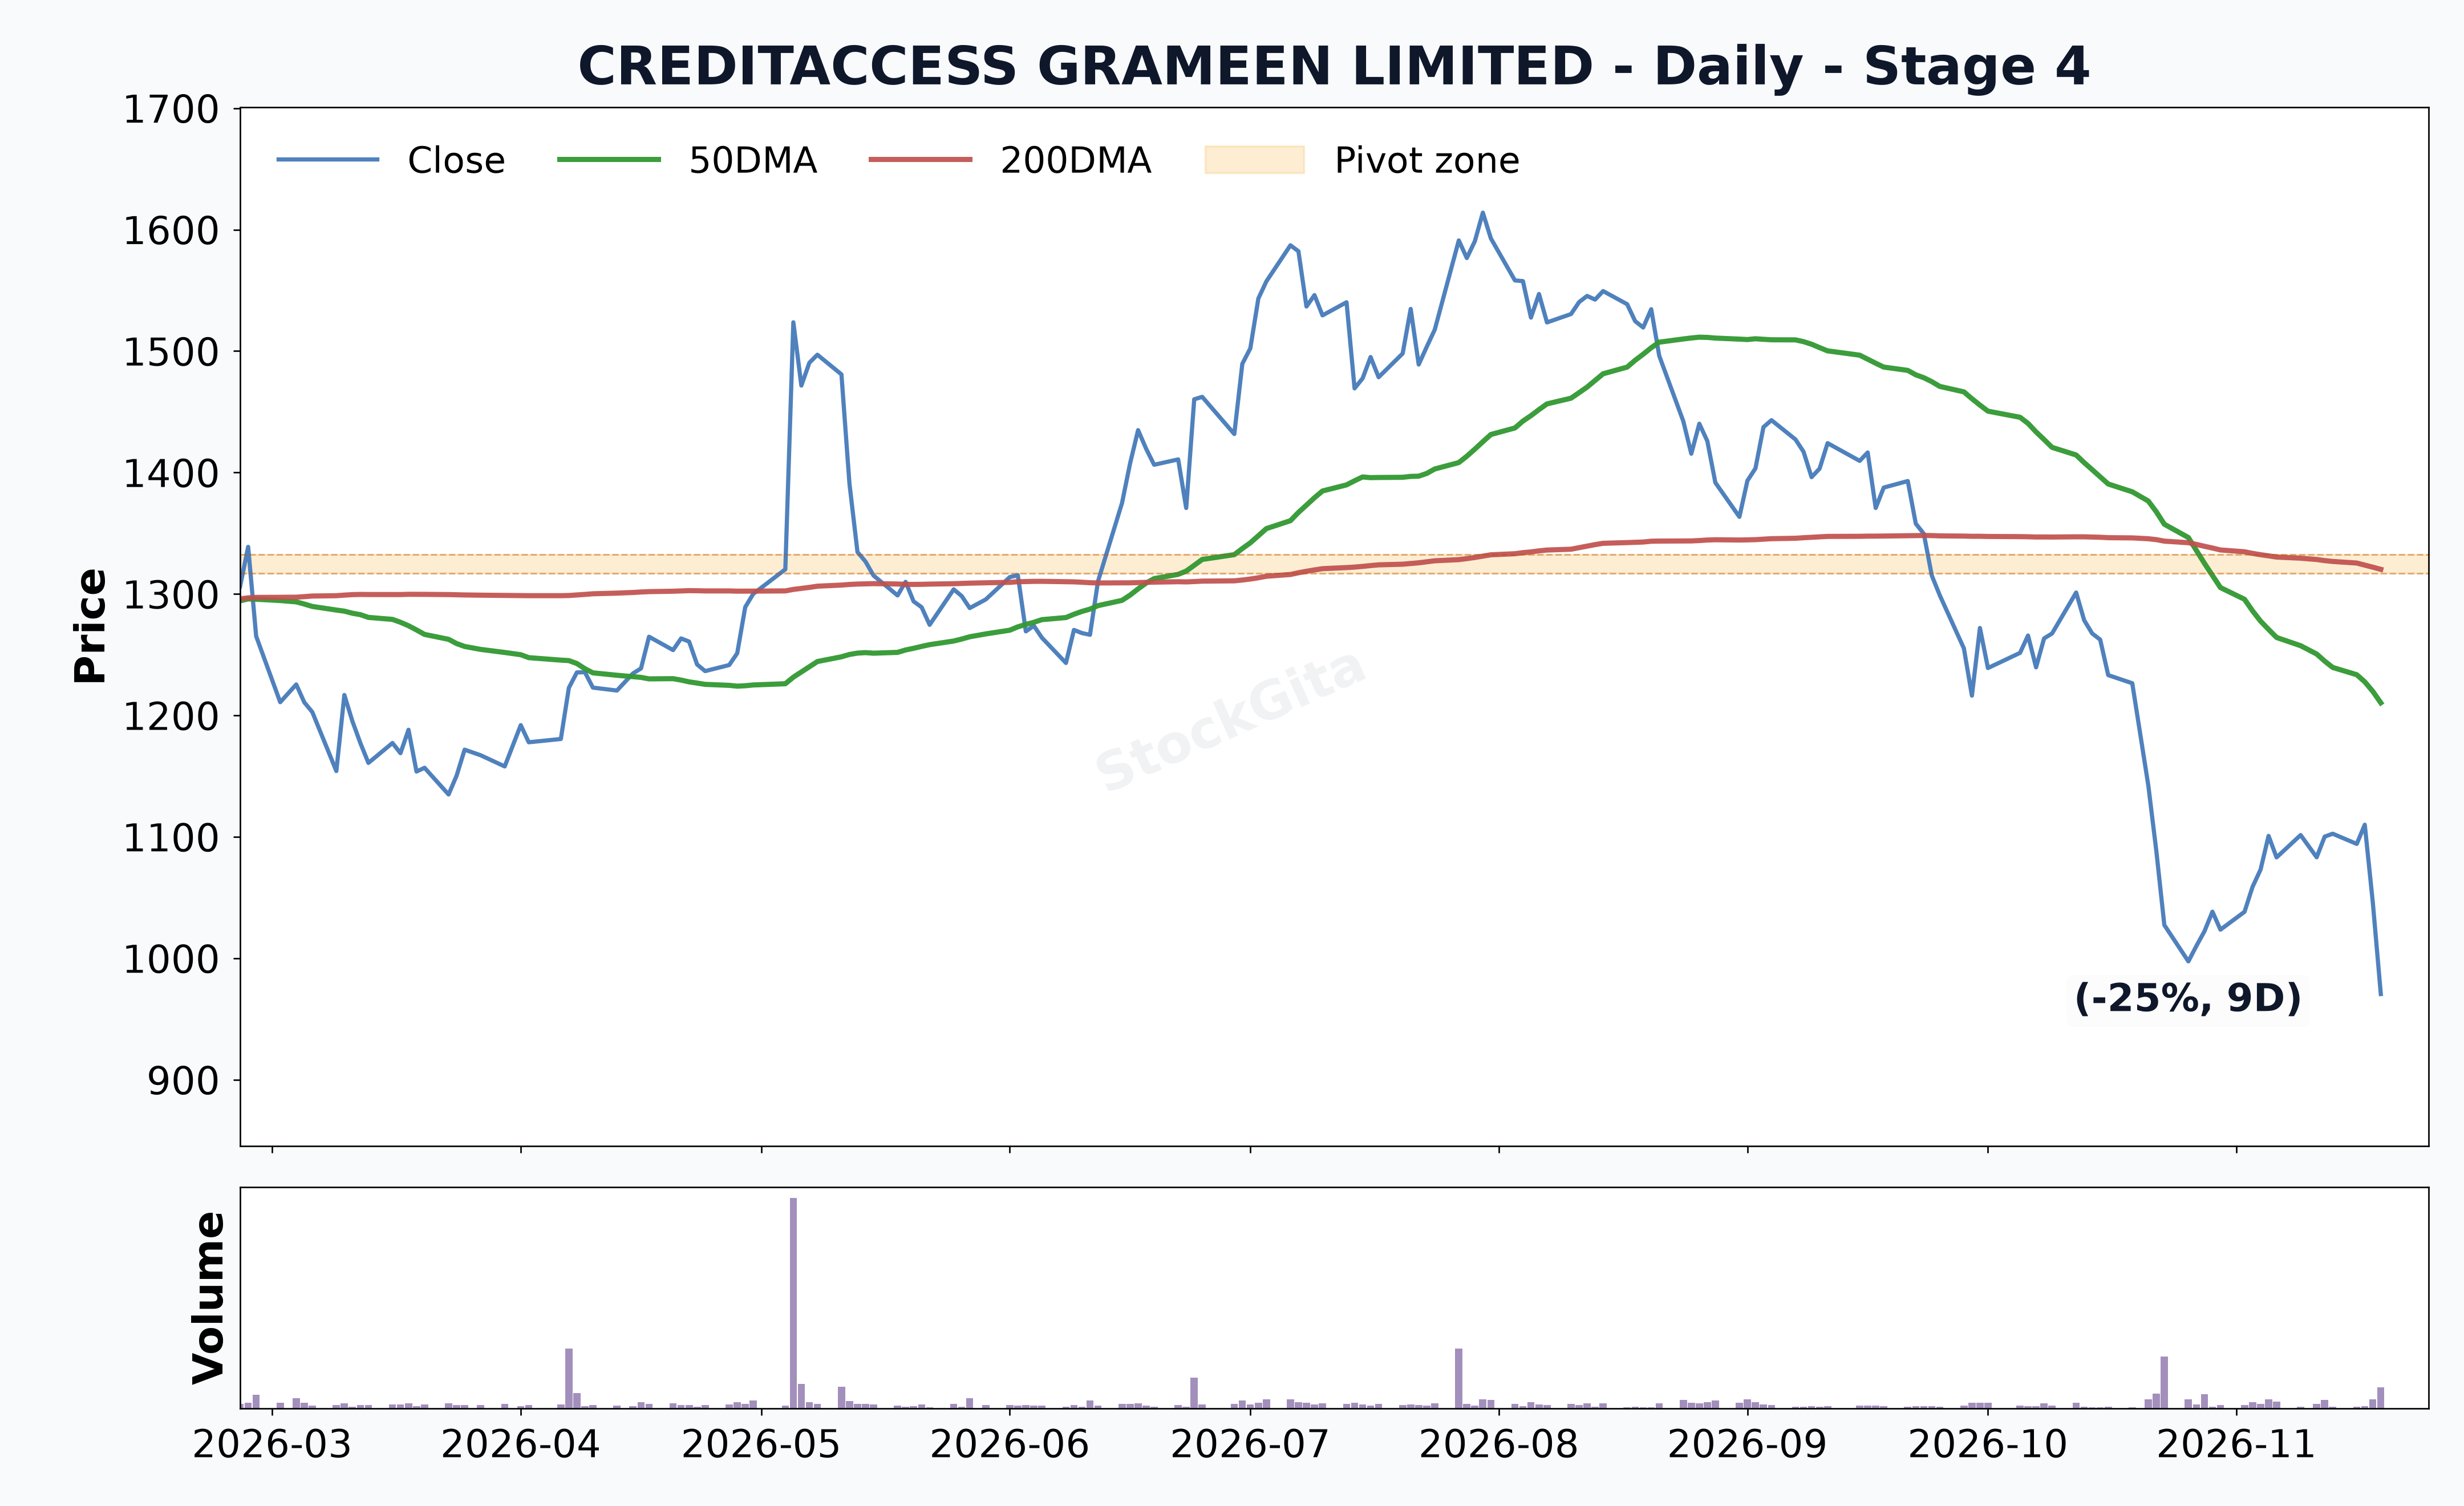 CREDITACCESS GRAMEEN LIMITED - Daily - Stage 4
Close 50DMA 200DMA Pivot zone
Price
1700
1600
1500
1400
1300
1200
1100
1000
900
StockGita
(-25%, 9D)
Volume
2026-03 2026-04 2026-05 2026-06 2026-07 2026-08 2026-09 2026-10 2026-11